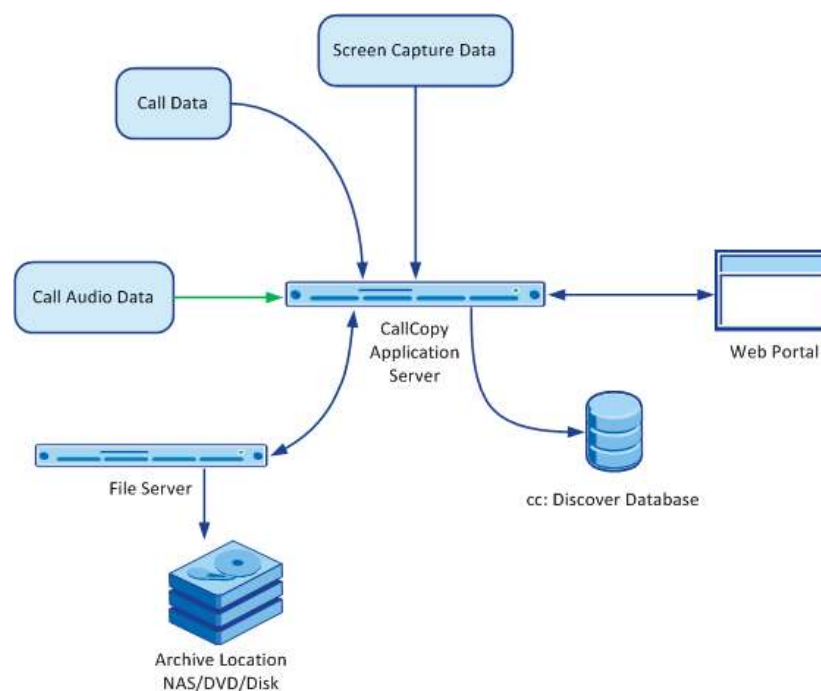 Screen Capture Data
Call Data
Call Audio Data
CallCopy
Application
Server
Web Portal
File Server
cc: Discover Database
Archive Location
NAS/DVD/Disk